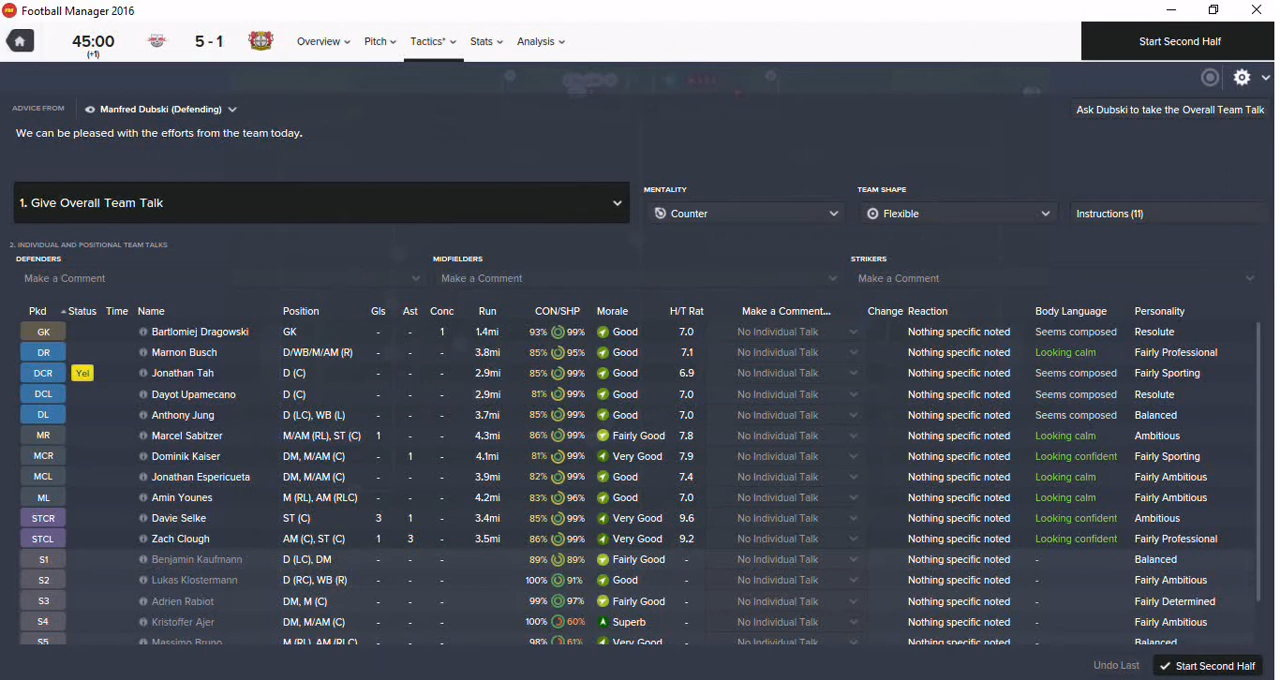 Football Manager 2016
45:00 5 - 1 Overview Pitch Tactics* Stats Analysis Start Second Half
(+1)
ADVICE FROM Manfred Dubski (Defending) Ask Dubski to take the Overall Team Talk
We can be pleased with the efforts from the team today.
MENTALITY TEAM SHAPE
1. Give Overall Team Talk Counter Flexible Instructions (11)
2. INDIVIDUAL AND POSITIONAL TEAM TALKS
DEFENDERS MIDFIELDERS STRIKERS
Make a Comment Make a Comment Make a Comment
Pkd Status Time Name Position Gls Ast Conc Run CON/SHP Morale H/T Rat Make a Comment... Change Reaction Body Language Personality
GK Bartlomiej Dragowski GK - - 1 1.4mi 93% 99% Good 7.0 No Individual Talk Nothing specific noted Seems composed Resolute
DR Marnon Busch D/WB/M/AM (R) - - - 3.8mi 85% 95% Good 7.1 No Individual Talk Nothing specific noted Looking calm Fairly Professional
DCR Yel Jonathan Tah D (C) - - - 2.9mi 85% 99% Good 6.9 No Individual Talk Nothing specific noted Seems composed Fairly Sporting
DCL Dayot Upamecano D (C) - - - 2.9mi 81% 99% Good 7.0 No Individual Talk Nothing specific noted Seems composed Resolute
DL Anthony Jung D (LC), WB (L) - - - 3.7mi 85% 99% Good 7.0 No Individual Talk Nothing specific noted Seems composed Balanced
MR Marcel Sabitzer M/AM (RL), ST (C) 1 - - 4.3mi 86% 99% Fairly Good 7.8 No Individual Talk Nothing specific noted Looking calm Ambitious
MCR Dominik Kaiser DM, M/AM (C) - 1 - 4.1mi 81% 99% Very Good 7.9 No Individual Talk Nothing specific noted Looking confident Fairly Sporting
MCL Jonathan Espericueta DM, M/AM (C) - - - 3.9mi 82% 99% Good 7.4 No Individual Talk Nothing specific noted Looking calm Fairly Ambitious
ML Amin Younes M (RL), AM (RLC) - - - 4.2mi 83% 96% Good 7.0 No Individual Talk Nothing specific noted Looking calm Fairly Ambitious
STCR Davie Selke ST (C) 3 1 - 3.4mi 85% 99% Very Good 9.6 No Individual Talk Nothing specific noted Looking confident Ambitious
STCL Zach Clough AM (C), ST (C) 1 3 - 3.5mi 86% 99% Very Good 9.2 No Individual Talk Nothing specific noted Looking confident Fairly Professional
S1 Benjamin Kaufmann D (LC), DM - - - 89% 89% Fairly Good - No Individual Talk Nothing specific noted - Balanced
S2 Lukas Klostermann D (RC), WB (R) - - - 100% 91% Good - No Individual Talk Nothing specific noted - Fairly Ambitious
S3 Adrien Rabiot DM, M (C) - - - 99% 97% Fairly Good - No Individual Talk Nothing specific noted - Fairly Determined
S4 Kristoffer Ajer DM, M/AM (C) - - - 100% 60% Superb - No Individual Talk Nothing specific noted - Fairly Ambitious
S5 Massimo Bruno M (RL), AM (RLC) - - - 98% 61% Very Good - No Individual Talk Nothing specific noted - Balanced
Undo Last Start Second Half